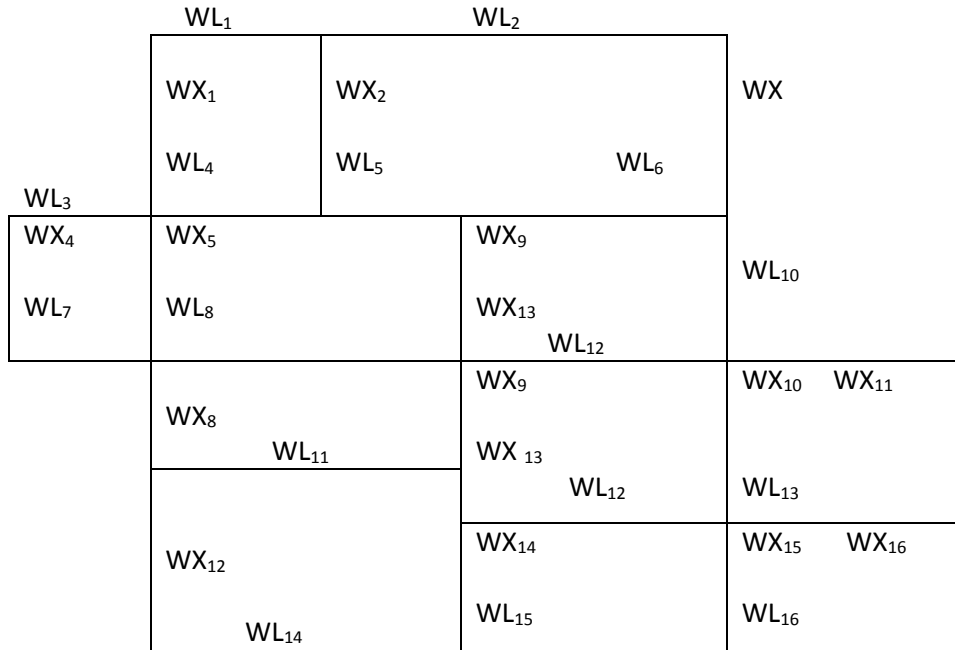 WL₁ WL₂
WX₁ WX₂ WX
WL₄ WL₅ WL₆
WL₃
WX₄ WX₅ WX₉
WL₁₀
WL₇ WL₈ WX₁₃
WL₁₂
WX₉ WX₁₀ WX₁₁
WX₈
WL₁₁ WX ₁₃
WL₁₂ WL₁₃
WX₁₄ WX₁₅ WX₁₆
WX₁₂
WL₁₅ WL₁₆
WL₁₄